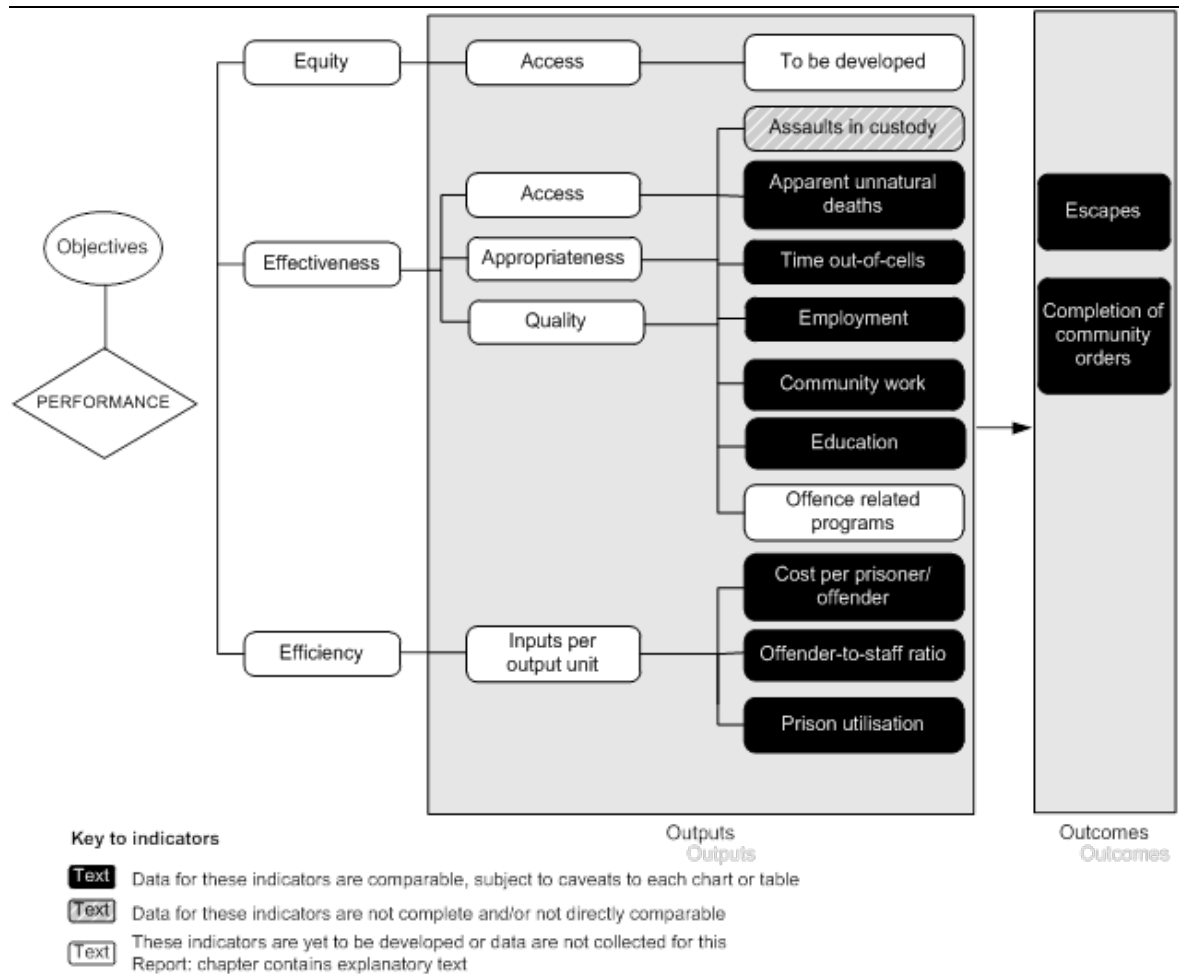 Equity
Access
To be developed
Assaults in custody
Access
Apparent unnatural
deaths
Escapes
Objectives
Effectiveness
Appropriateness
Time out-of-cells
Quality
Employment
Completion of
community
orders
PERFORMANCE
Community work
Education
Offence related
programs
Cost per prisoner/
offender
Efficiency
Inputs per
output unit
Offender-to-staff ratio
Prison utilisation
Outputs
Outputs
Outcomes
Outcomes
Key to indicators
Text Data for these indicators are comparable, subject to caveats to each chart or table
Text Data for these indicators are not complete and/or not directly comparable
Text These indicators are yet to be developed or data are not collected for this
Report: chapter contains explanatory text